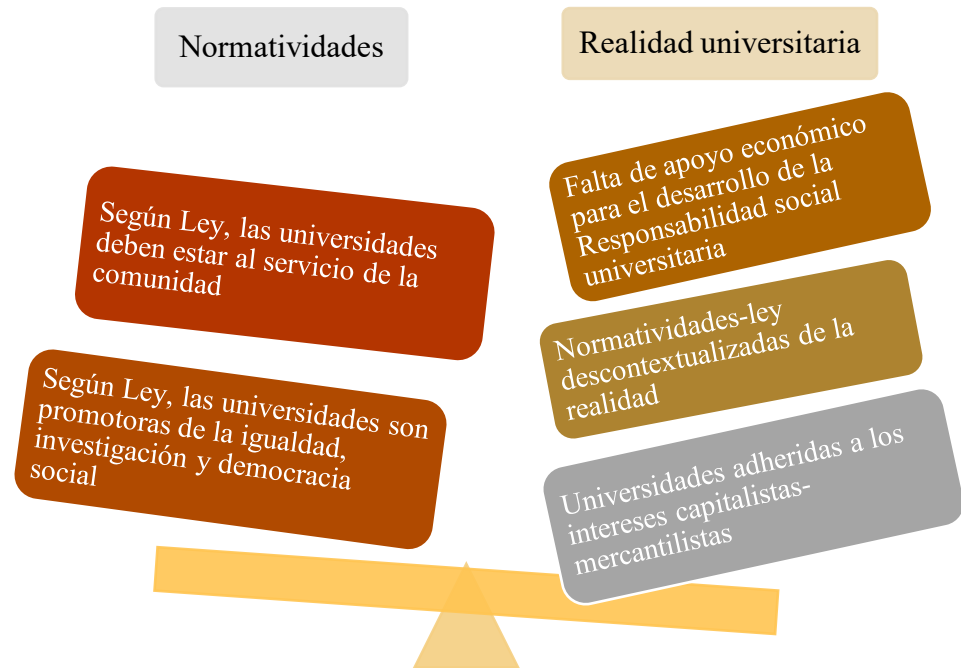 Normatividades
Según Ley, las universidades
deben estar al servicio de la
comunidad
Según Ley, las universidades son
promotoras de la igualdad,
investigación y democracia
social
Realidad universitaria
Falta de apoyo económico
para el desarrollo de la
Responsabilidad social
universitaria
Normatividades-ley
descontextualizadas de la
realidad
Universidades adheridas a los
intereses capitalistas-
mercantilistas